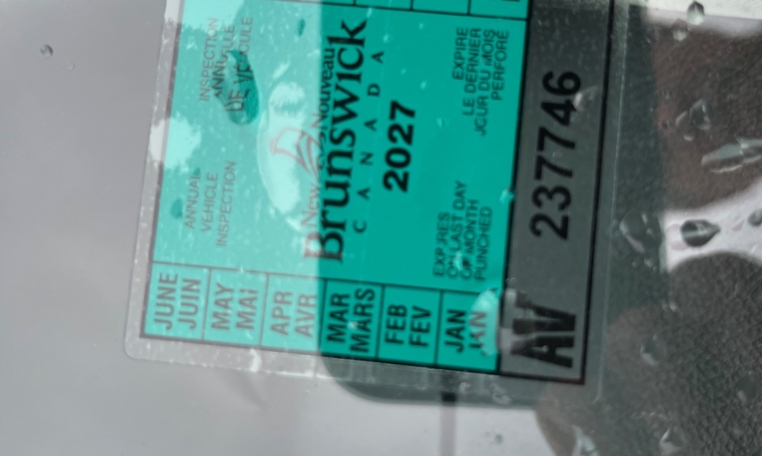 ANNUAL
VEHICLE
INSPECTION
INSPECTION
ANNUELLE
DE VÉHICULE
New Nouveau
Brunswick
CANADA
2027
EXPIRES
ON LAST DAY
OF MONTH
PUNCHED
EXPIRE
LE DERNIER
JOUR DU MOIS
PERFORÉ
JUNE
JUIN
MAY
MAI
APR
AVR
MAR
MARS
FEB
FEV
JAN
JAN
AV 237746